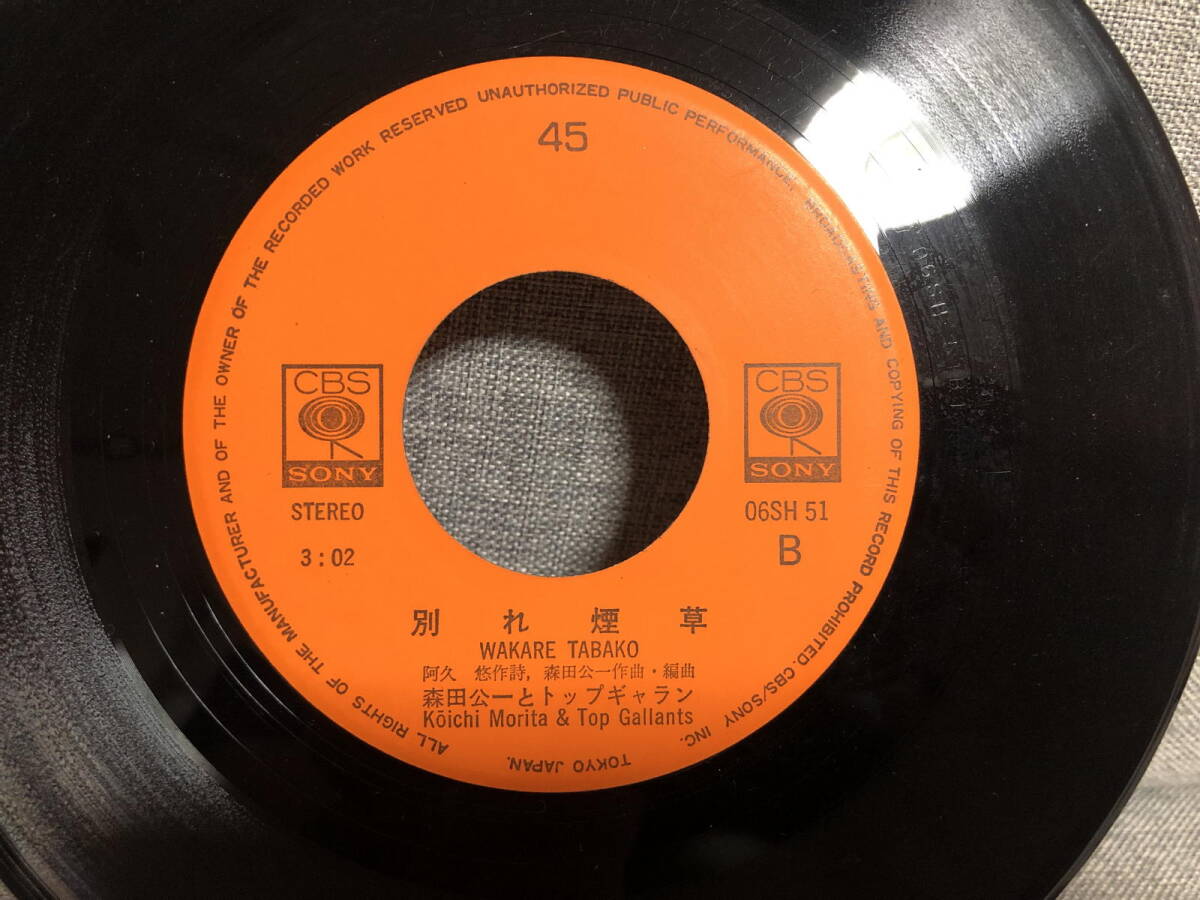 45
CBS
SONY
CBS
SONY
STEREO
06SH 51
3:02
B
別れ煙草
WAKARE TABAKO
阿久 悠作詩, 森田公一作曲・編曲
森田公一とトップギャラン
Kōichi Morita & Top Gallants
ALL RIGHTS OF THE MANUFACTURER AND OF THE OWNER OF THE RECORDED WORK RESERVED UNAUTHORIZED PUBLIC PERFORMANCE, BROADCASTING AND COPYING OF THIS RECORD PROHIBITED. CBS/SONY INC. TOKYO JAPAN.